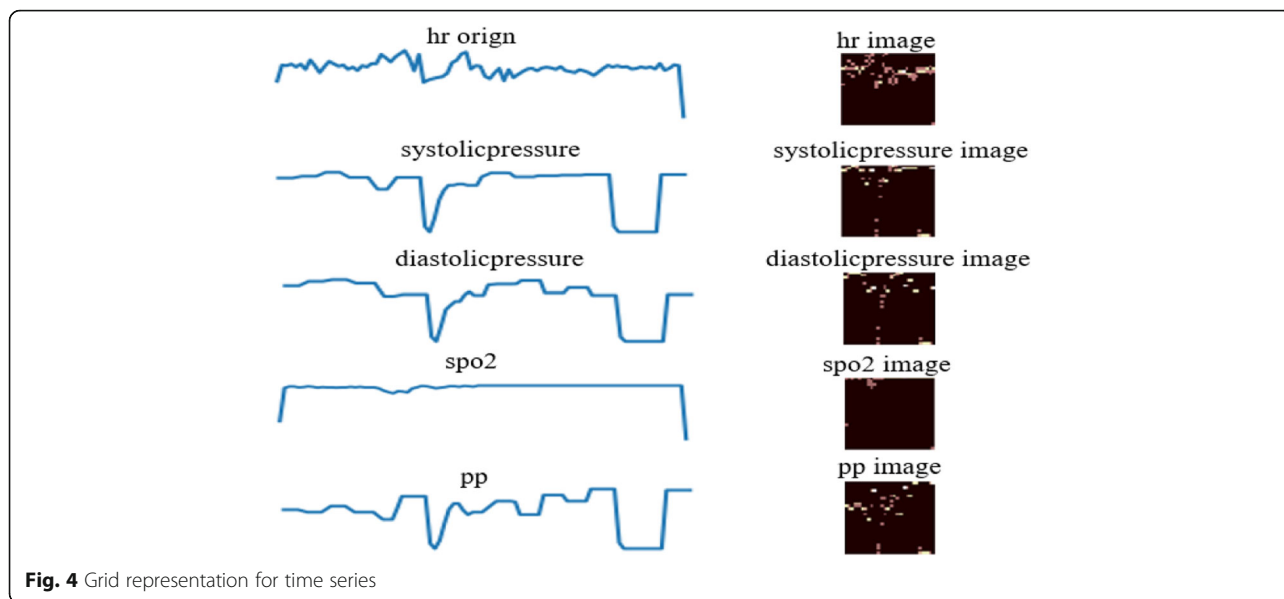 hr orign
hr image
systolicpressure
systolicpressure image
diastolicpressure
diastolicpressure image
spo2
spo2 image
pp
pp image
Fig. 4 Grid representation for time series